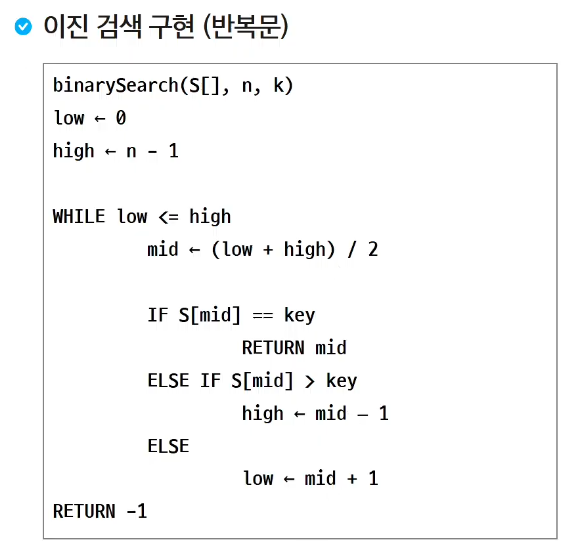 이진 검색 구현 (반복문)
binarySearch(S[], n, k)
low ← 0
high ← n - 1
WHILE low <= high
mid ← (low + high) / 2
IF S[mid] == key
RETURN mid
ELSE IF S[mid] > key
high ← mid – 1
ELSE
low ← mid + 1
RETURN -1